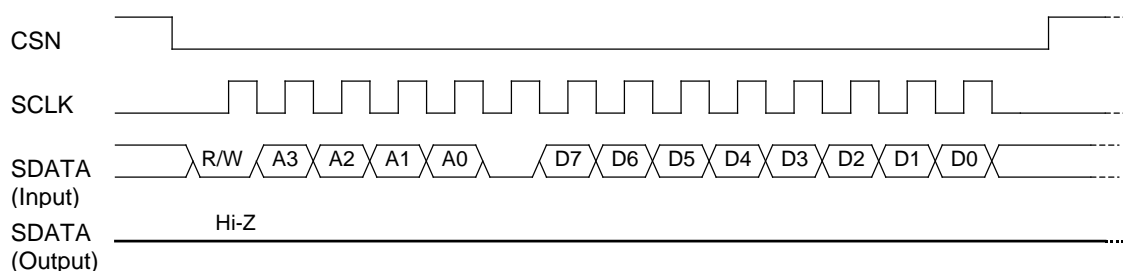 CSN
SCLK
SDATA
(Input)
R/W A3 A2 A1 A0 D7 D6 D5 D4 D3 D2 D1 D0
SDATA
(Output)
Hi-Z